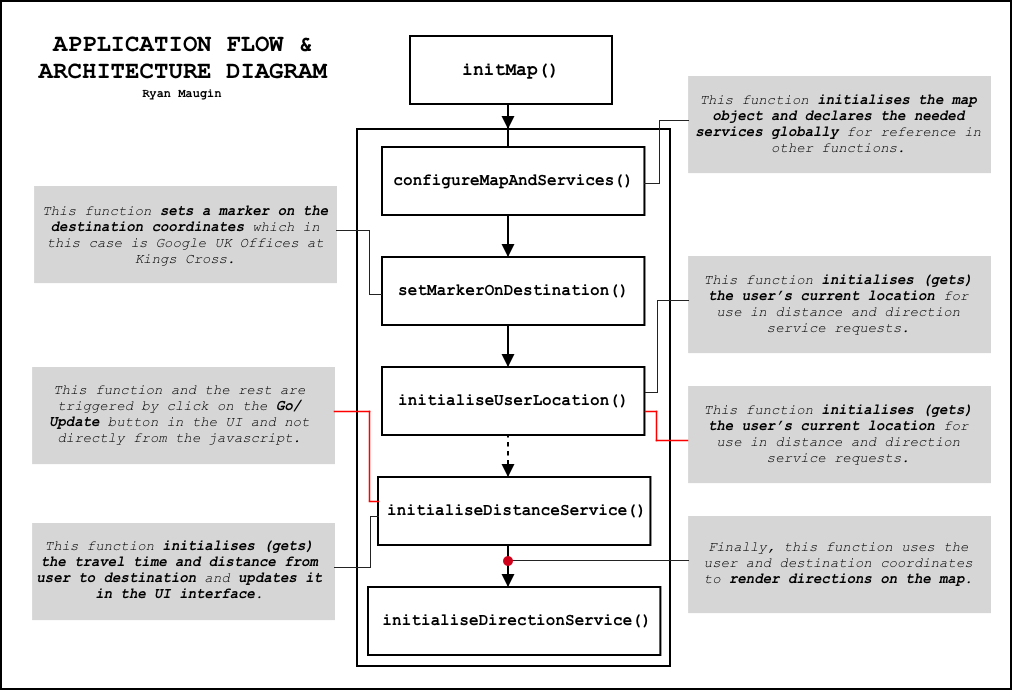 APPLICATION FLOW &
ARCHITECTURE DIAGRAM
Ryan Maugin
initMap()
This function initialises the map
object and declares the needed
services globally for reference in
other functions.
configureMapAndServices()
This function sets a marker on the
destination coordinates which in
this case is Google UK Offices at
Kings Cross.
setMarkerOnDestination()
This function initialises (gets)
the user’s current location for
use in distance and direction
service requests.
initialiseUserLocation()
This function and the rest are
triggered by click on the Go/
Update button in the UI and not
directly from the javascript.
This function initialises (gets)
the user’s current location for
use in distance and direction
service requests.
initialiseDistanceService()
This function initialises (gets)
the travel time and distance from
user to destination and updates it
in the UI interface.
Finally, this function uses the
user and destination coordinates
to render directions on the map.
initialiseDirectionService()